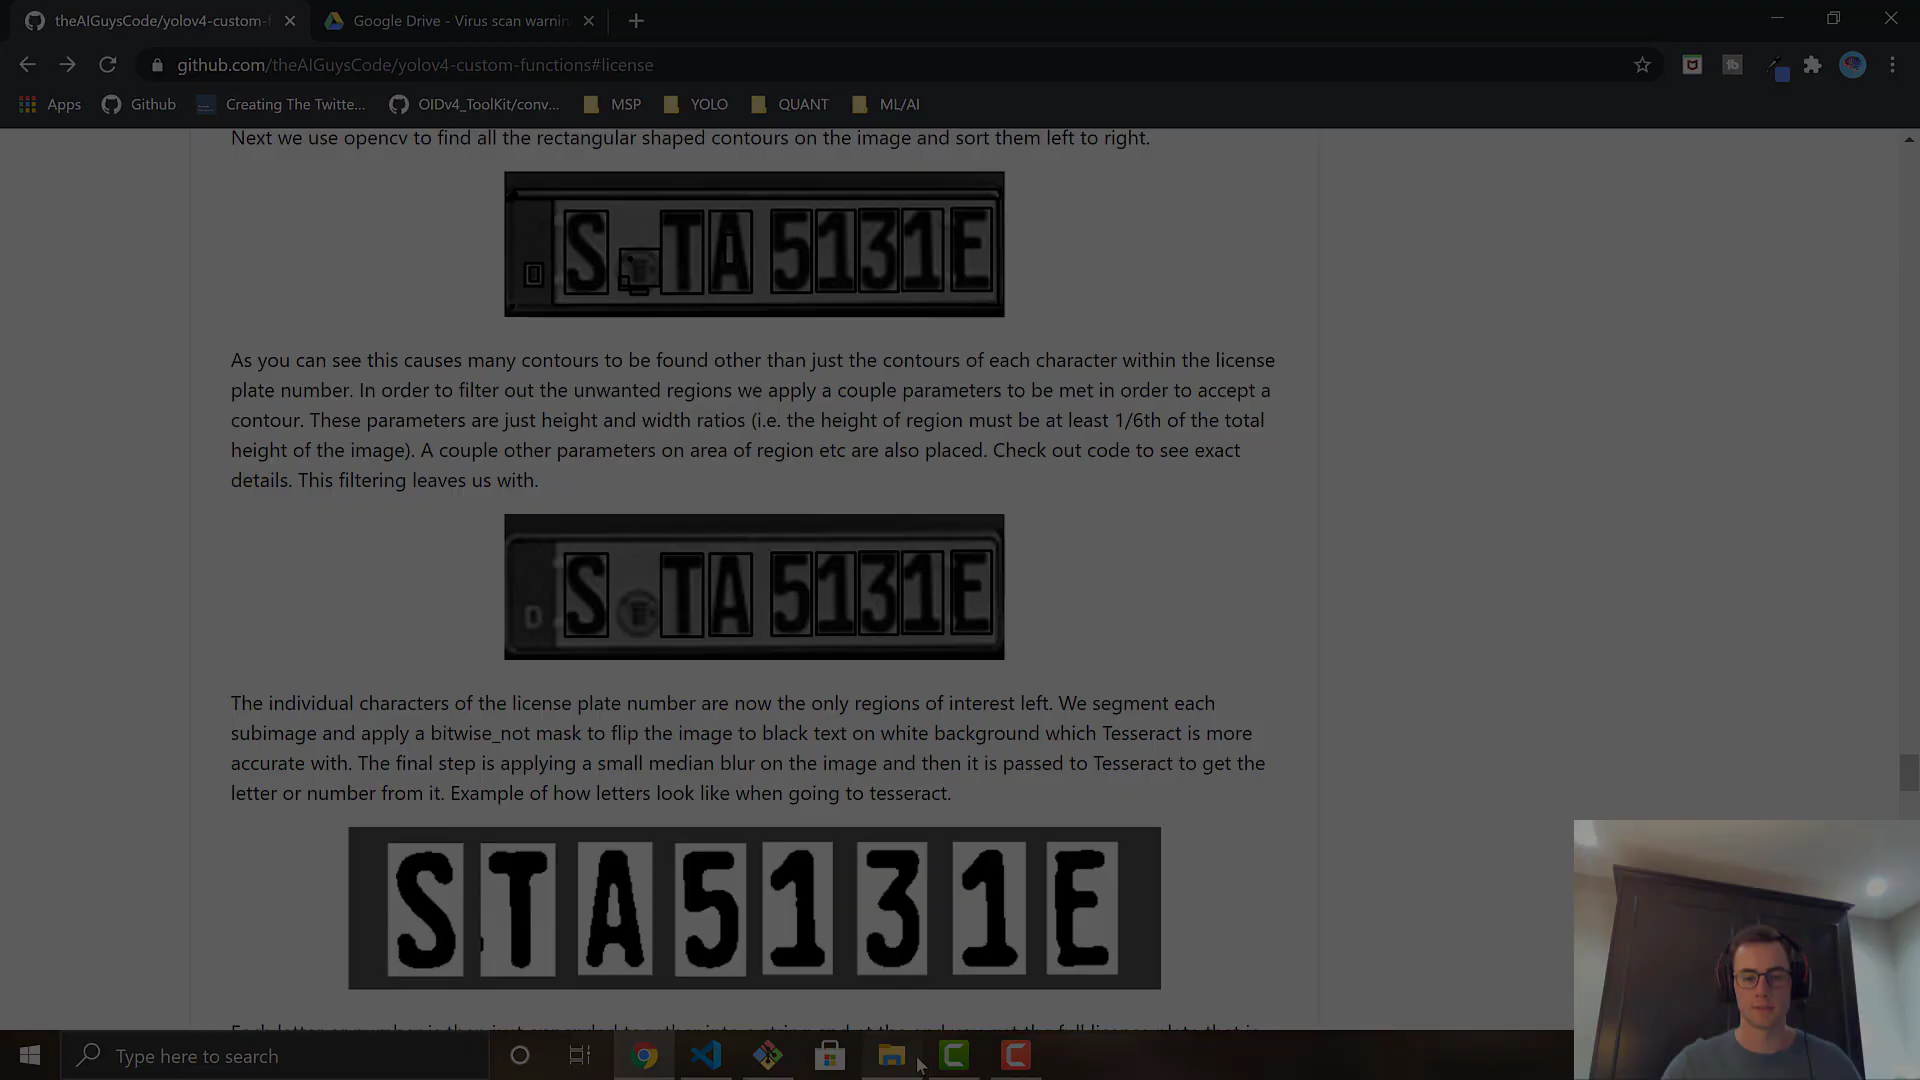 theAIGuysCode/yolov4-custom-f
Google Drive - Virus scan warnin
github.com/theAIGuysCode/yolov4-custom-functions#license
Apps
Github
Creating The Twitte...
OIDv4_ToolKit/conv...
MSP
YOLO
QUANT
ML/AI
Next we use opencv to find all the rectangular shaped contours on the image and sort them left to right.
S TA 5131E
As you can see this causes many contours to be found other than just the contours of each character within the license
plate number. In order to filter out the unwanted regions we apply a couple parameters to be met in order to accept a
contour. These parameters are just height and width ratios (i.e. the height of region must be at least 1/6th of the total
height of the image). A couple other parameters on area of region etc are also placed. Check out code to see exact
details. This filtering leaves us with.
D S TA 5131E
The individual characters of the license plate number are now the only regions of interest left. We segment each
subimage and apply a bitwise_not mask to flip the image to black text on white background which Tesseract is more
accurate with. The final step is applying a small median blur on the image and then it is passed to Tesseract to get the
letter or number from it. Example of how letters look like when going to tesseract.
STA5131E
Type here to search